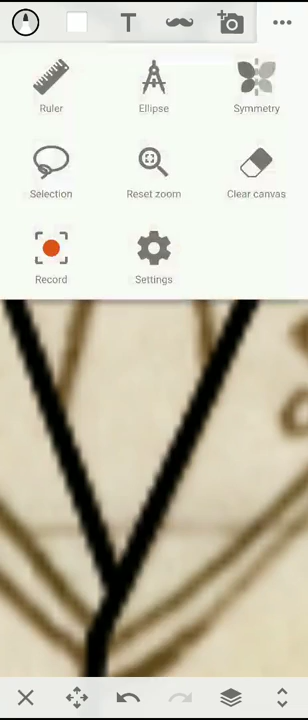 T
Ruler
Ellipse
Symmetry
Selection
Reset zoom
Clear canvas
Record
Settings